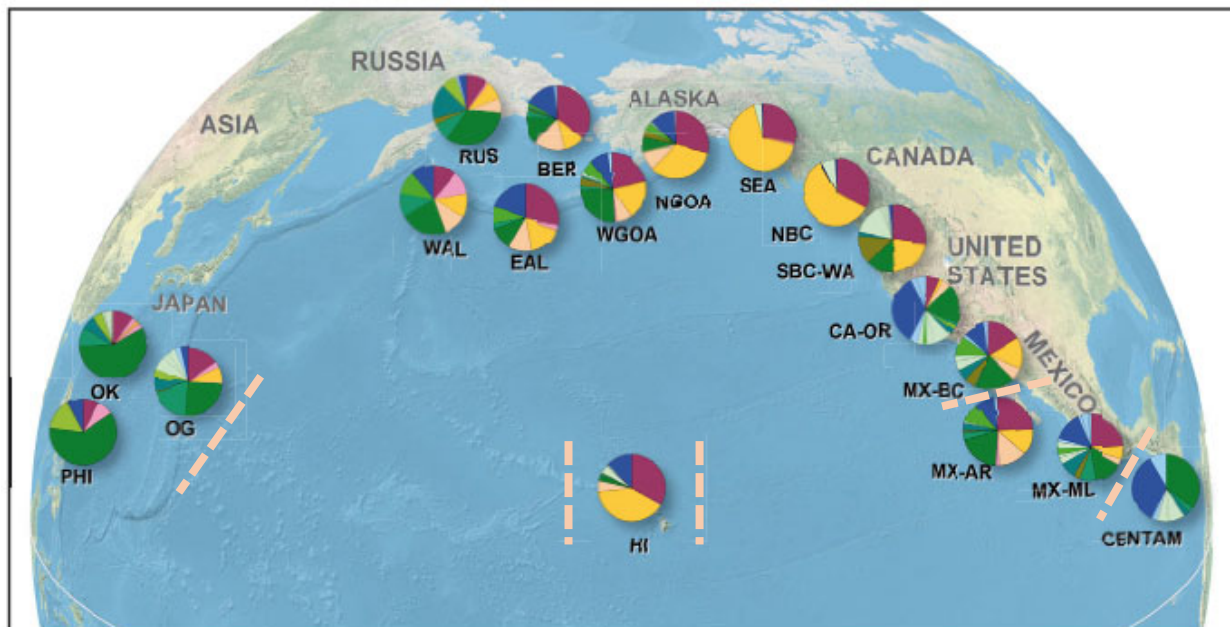 RUSSIA
ALASKA
ASIA
RUS
BER
NGOA
SEA
CANADA
WAL
EAL
WGOA
NBC
SBC-WA
UNITED
STATES
JAPAN
CA-OR
MEXICO
OK
OG
MX-BC
PHI
MX-AR
MX-ML
HI
CENTAM